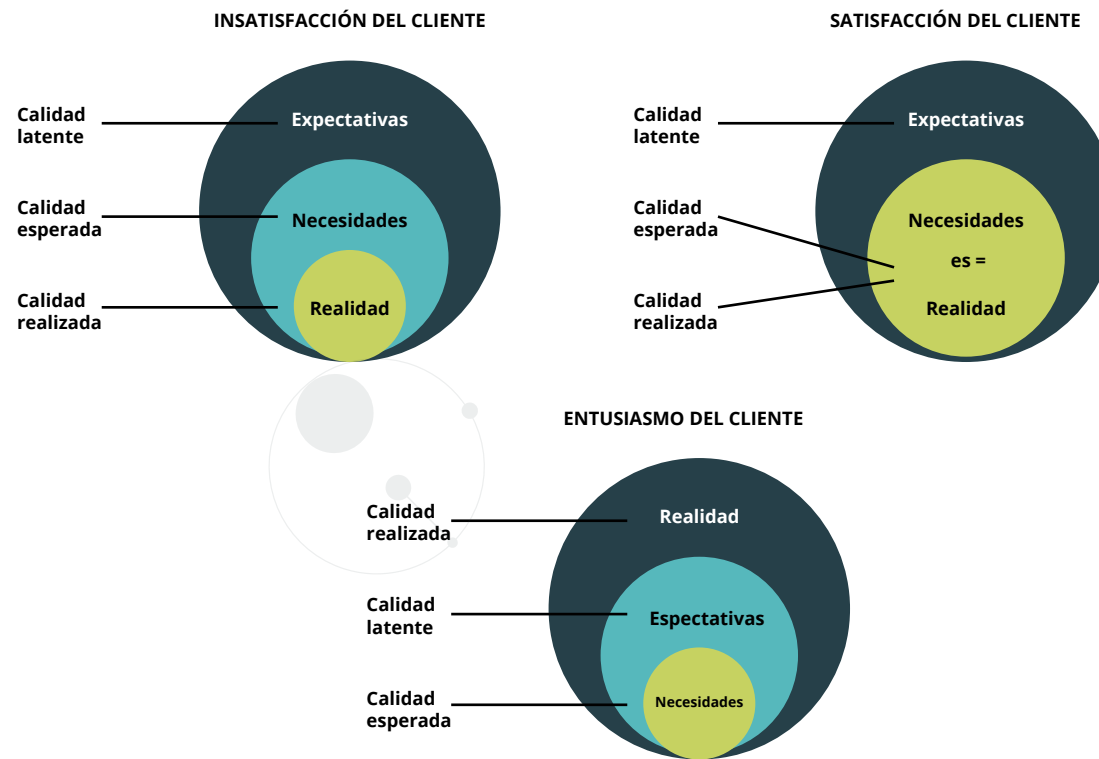 INSATISFACCIÓN DEL CLIENTE
Calidad
latente
Expectativas
Calidad
esperada
Necesidades
Calidad
realizada
Realidad
SATISFACCIÓN DEL CLIENTE
Calidad
latente
Expectativas
Calidad
esperada
Necesidades
es =
Calidad
realizada
Realidad
ENTUSIASMO DEL CLIENTE
Calidad
realizada
Realidad
Calidad
latente
Espectativas
Calidad
esperada
Necesidades